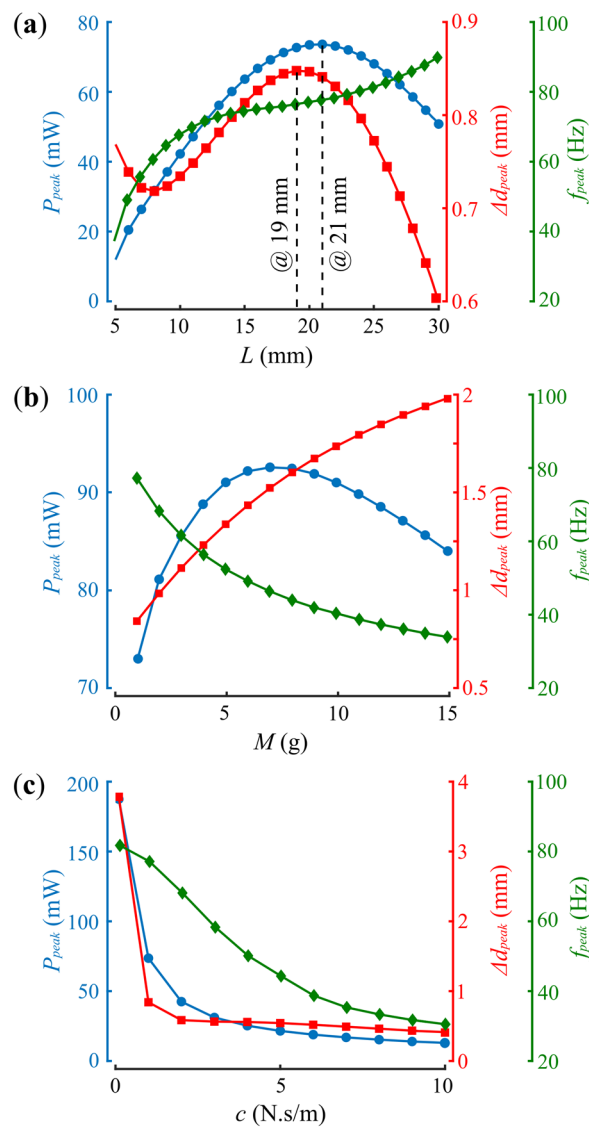 (a)
80
60
40
20
0
P_peak (mW)
0.9
0.8
0.7
0.6
Δd_peak (mm)
100
80
60
40
20
f_peak (Hz)
@ 19 mm
@ 21 mm
5 10 15 20 25 30
L (mm)
(b)
100
90
80
70
P_peak (mW)
2
1.5
1
0.5
Δd_peak (mm)
100
80
60
40
20
f_peak (Hz)
0 5 10 15
M (g)
(c)
200
150
100
50
0
P_peak (mW)
4
3
2
1
0
Δd_peak (mm)
100
80
60
40
20
f_peak (Hz)
0 5 10
c (N.s/m)